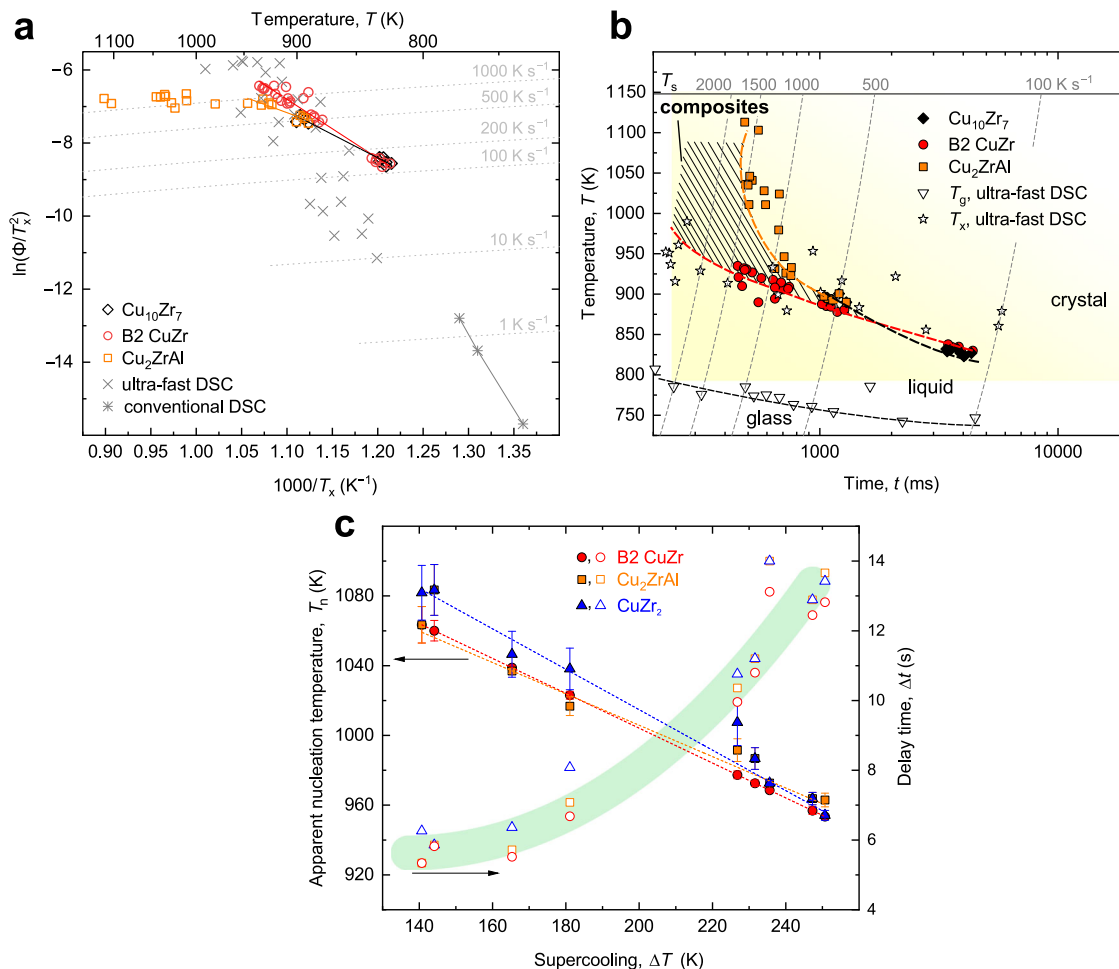 a
Temperature, T (K)
1100 1000 900 800
−6
−8
−10
−12
−14
ln(Φ/Tx²)
1000 K s⁻¹
500 K s⁻¹
200 K s⁻¹
100 K s⁻¹
10 K s⁻¹
1 K s⁻¹
Cu₁₀Zr₇
B2 CuZr
Cu₂ZrAl
ultra-fast DSC
conventional DSC
0.90 0.95 1.00 1.05 1.10 1.15 1.20 1.25 1.30 1.35
1000/Tx (K⁻¹)
b
Ts
2000 1500 1000 500 100 K s⁻¹
composites
Cu₁₀Zr₇
B2 CuZr
Cu₂ZrAl
Tg, ultra-fast DSC
Tx, ultra-fast DSC
1150
1100
1050
1000
950
900
850
800
750
Temperature, T (K)
crystal
liquid
glass
1000 10000
Time, t (ms)
c
B2 CuZr
Cu₂ZrAl
CuZr₂
1080
1040
1000
960
920
Apparent nucleation temperature, Tn (K)
14
12
10
8
6
4
Delay time, Δt (s)
140 160 180 200 220 240 260
Supercooling, ΔT (K)